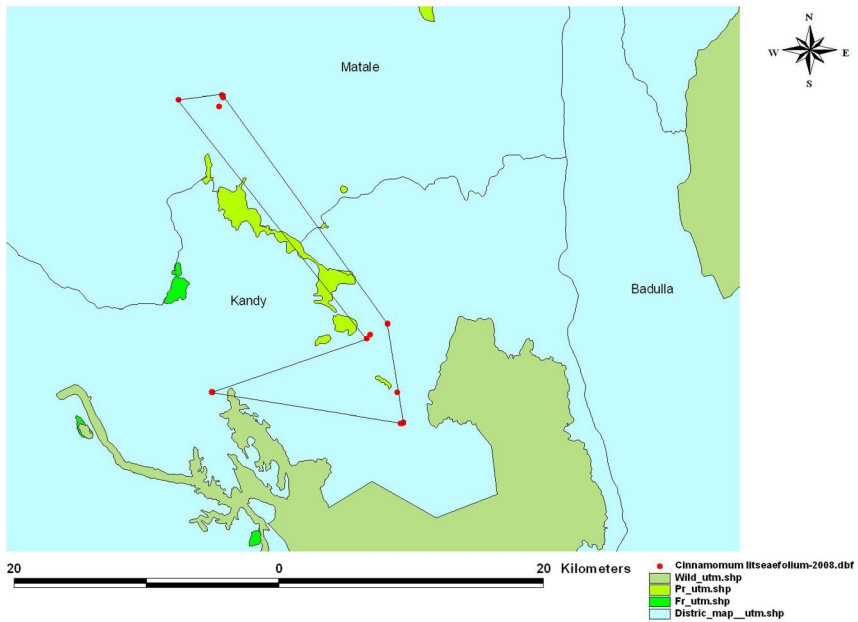 N
W E
S
Matale
Kandy
Badulla
20 0 20 Kilometers
Cinnamomum litseaefolium-2008.dbf
Wild_utm.shp
Pr_utm.shp
Fr_utm.shp
Distric_map__utm.shp